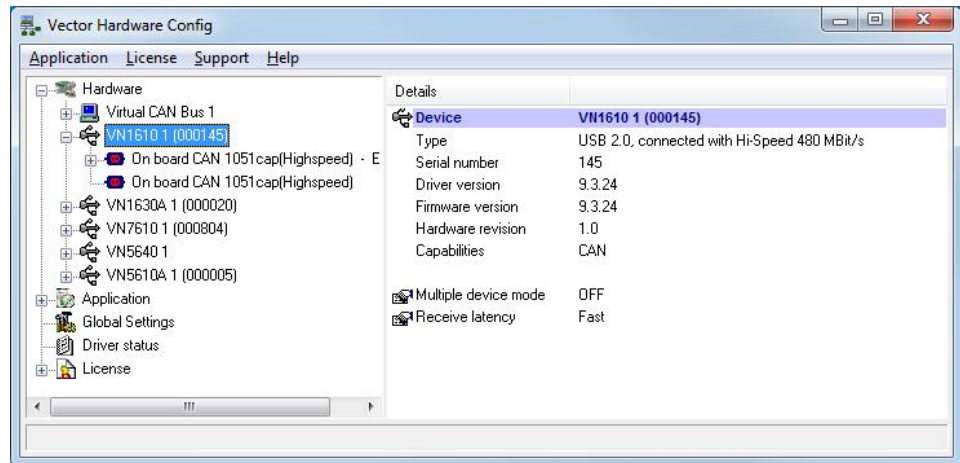 Vector Hardware Config
Application License Support Help
Hardware
Virtual CAN Bus 1
VN1610 1 (000145)
On board CAN 1051cap(Highspeed) - E
On board CAN 1051cap(Highspeed)
VN1630A 1 (000020)
VN7610 1 (000804)
VN5640 1
VN5610A 1 (000005)
Application
Global Settings
Driver status
License
Details
Device VN1610 1 (000145)
Type USB 2.0, connected with Hi-Speed 480 MBit/s
Serial number 145
Driver version 9.3.24
Firmware version 9.3.24
Hardware revision 1.0
Capabilities CAN
Multiple device mode OFF
Receive latency Fast